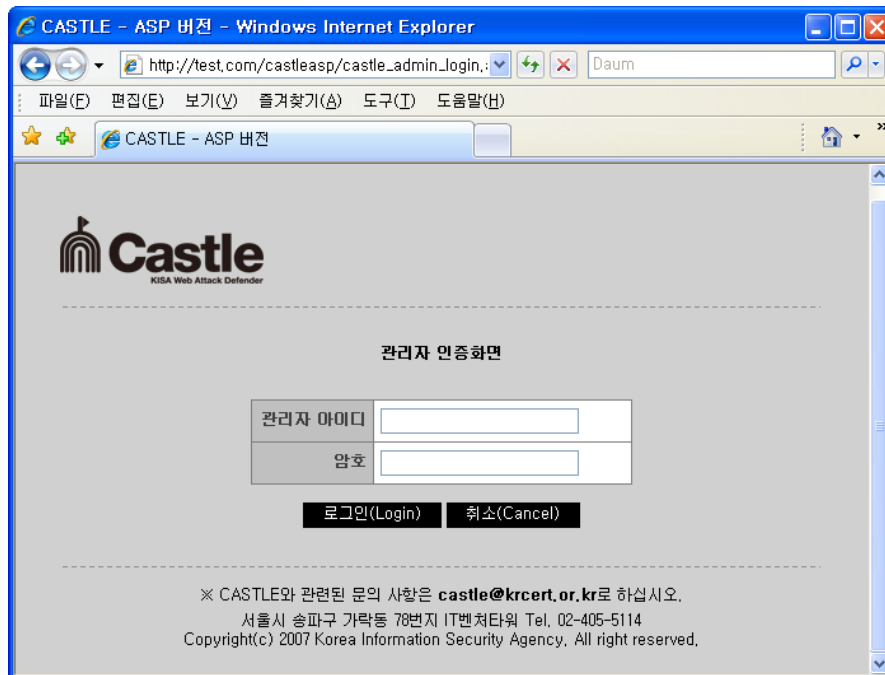 CASTLE - ASP 버전 - Windows Internet Explorer
http://test.com/castleasp/castle_admin_login.
Daum
파일(F) 편집(E) 보기(V) 즐겨찾기(A) 도구(T) 도움말(H)
CASTLE - ASP 버전
Castle
KISA Web Attack Defender
관리자 인증화면
관리자 아이디
암호
로그인(Login) 취소(Cancel)
※ CASTLE와 관련된 문의 사항은 castle@krcert.or.kr로 하십시오.
서울시 송파구 가락동 78번지 IT벤처타워 Tel. 02-405-5114
Copyright(c) 2007 Korea Information Security Agency. All right reserved.